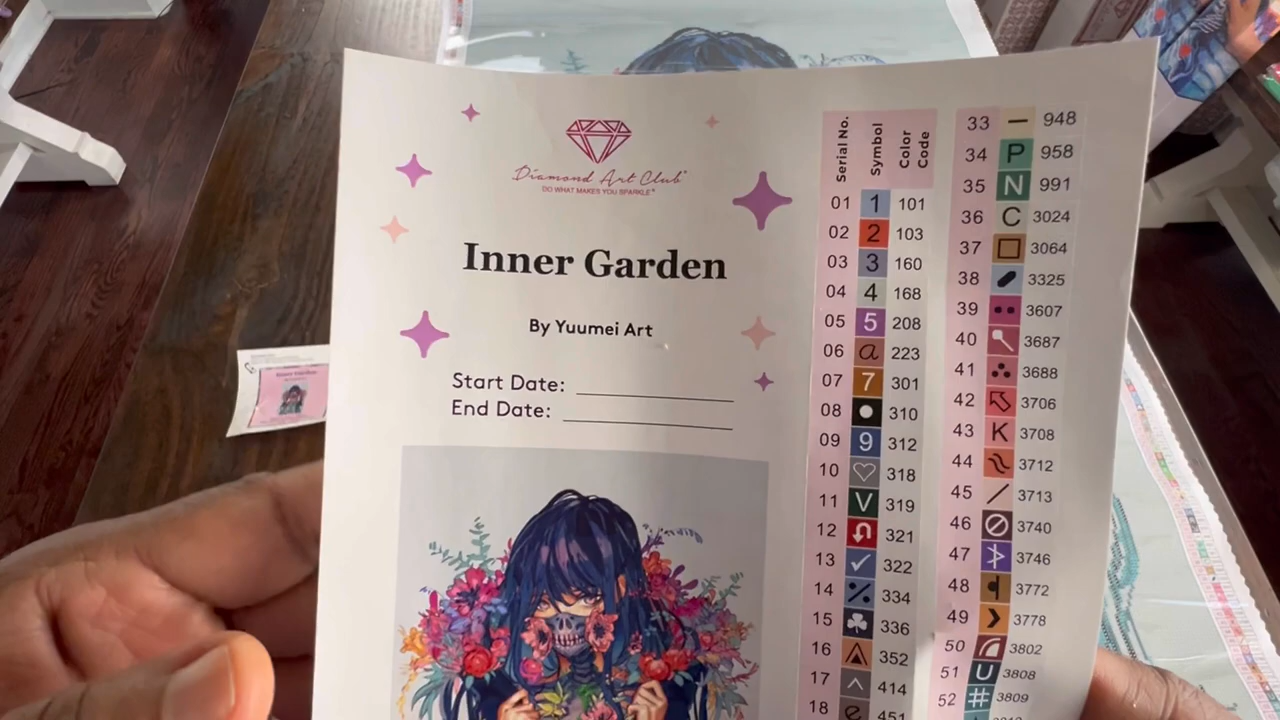 Diamond Art Club
DO WHAT MAKES YOU SPARKLE
Inner Garden
By Yuumei Art
Start Date:
End Date:
Serial No. Symbol Color Code
01 1 101
02 2 103
03 3 160
04 4 168
05 5 208
06 a 223
07 7 301
08 310
09 9 312
10 318
11 V 319
12 321
13 322
14 334
15 336
16 352
17 414
18 e 451
33 948
34 P 958
35 N 991
36 C 3024
37 3064
38 3325
39 3607
40 3687
41 3688
42 3706
43 K 3708
44 3712
45 3713
46 3740
47 3746
48 3772
49 3778
50 3802
51 U 3808
52 # 3809